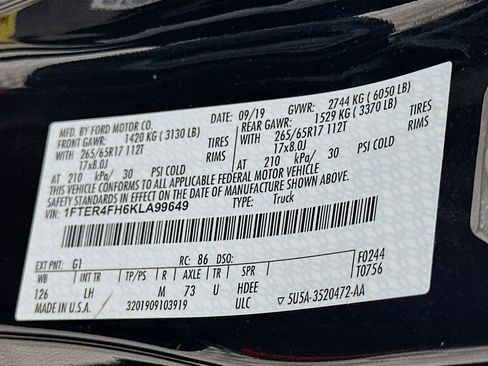 MFD. BY FORD MOTOR CO.
DATE: 09/19 GVWR: 2744 KG ( 6050 LB)
FRONT GAWR: 1420 KG ( 3130 LB) REAR GAWR: 1529 KG ( 3370 LB)
WITH 265/65R17 112T TIRES WITH 265/65R17 112T TIRES
17x8.0J RIMS 17x8.0J RIMS
AT 210 kPa/ 30 PSI COLD AT 210 kPa/ 30 PSI COLD
THIS VEHICLE CONFORMS TO ALL APPLICABLE FEDERAL MOTOR VEHICLE
SAFETY STANDARDS IN EFFECT ON THE DATE OF MANUFACTURE SHOWN ABOVE.
VIN: 1FTER4FH6KLA99649 TYPE: Truck
EXT PNT: G1 RC: 86 DSO: F0244
WB INT TR TP/PS R AXLE TR SPR T0756
126 LH M 73 U HDEE
MADE IN U.S.A. 3201909103919 ULC ▽ 5U5A-3520472-AA